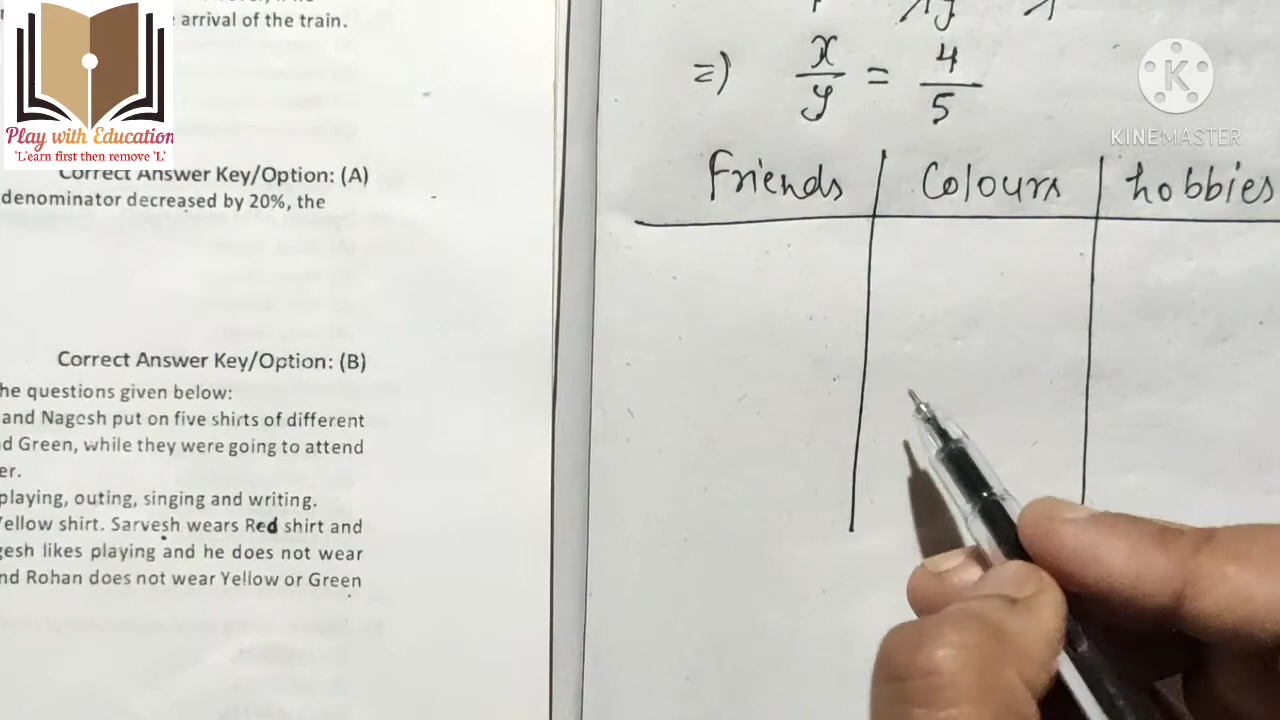 arrival of the train.
Play with Education
'L'earn first then remove 'L'
Correct Answer Key/Option: (A)
denominator decreased by 20%, the
Correct Answer Key/Option: (B)
he questions given below:
and Nagesh put on five shirts of different
d Green, while they were going to attend
er.
playing, outing, singing and writing.
Yellow shirt. Sarvesh wears Red shirt and
gesh likes playing and he does not wear
nd Rohan does not wear Yellow or Green
=> x/y = 4/5
K
KINEMASTER
Friends Colours hobbies